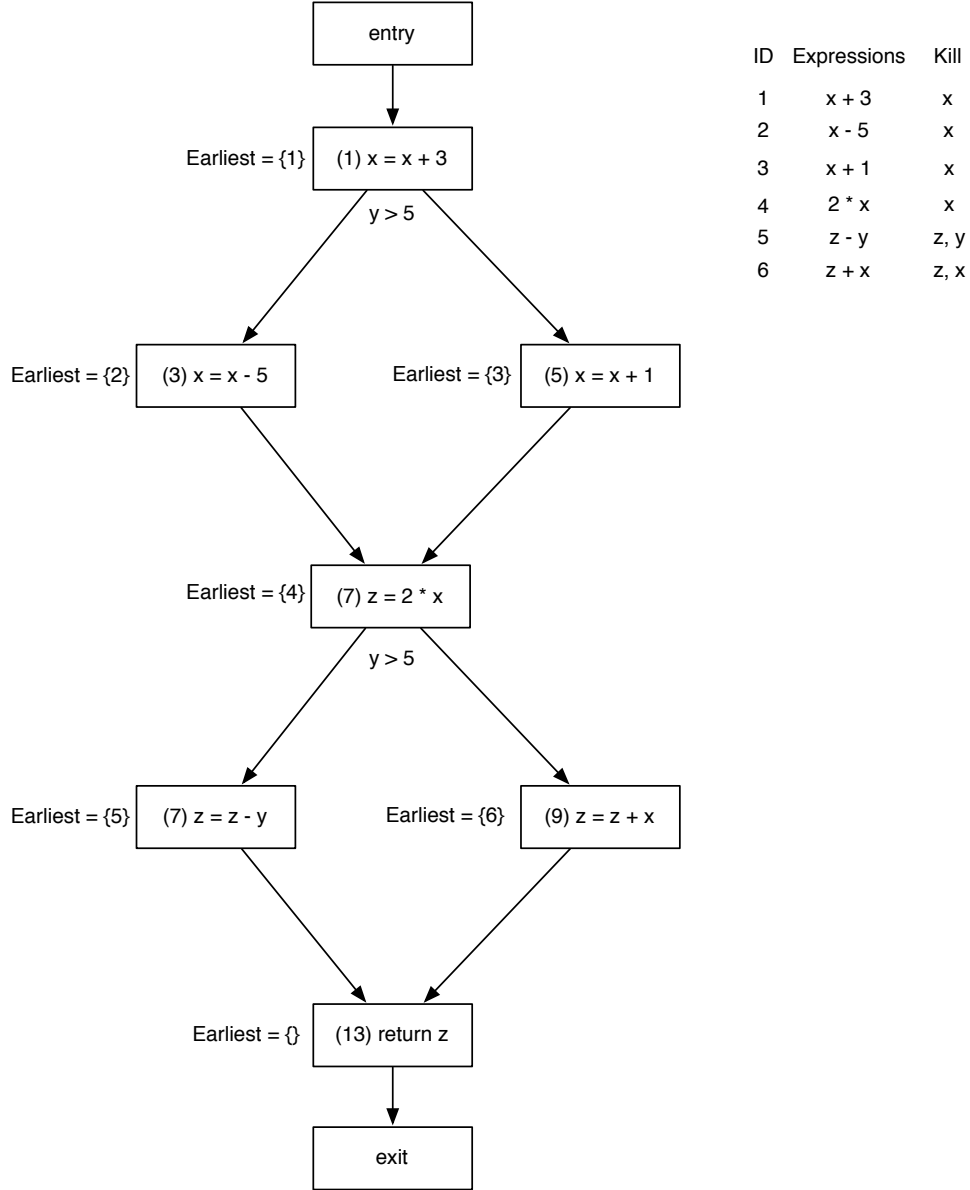 entry
ID Expressions Kill
1 x + 3 x
2 x - 5 x
3 x + 1 x
4 2 * x x
5 z - y z, y
6 z + x z, x
Earliest = {1} (1) x = x + 3
y > 5
Earliest = {2} (3) x = x - 5 Earliest = {3} (5) x = x + 1
Earliest = {4} (7) z = 2 * x
y > 5
Earliest = {5} (7) z = z - y Earliest = {6} (9) z = z + x
Earliest = {} (13) return z
exit